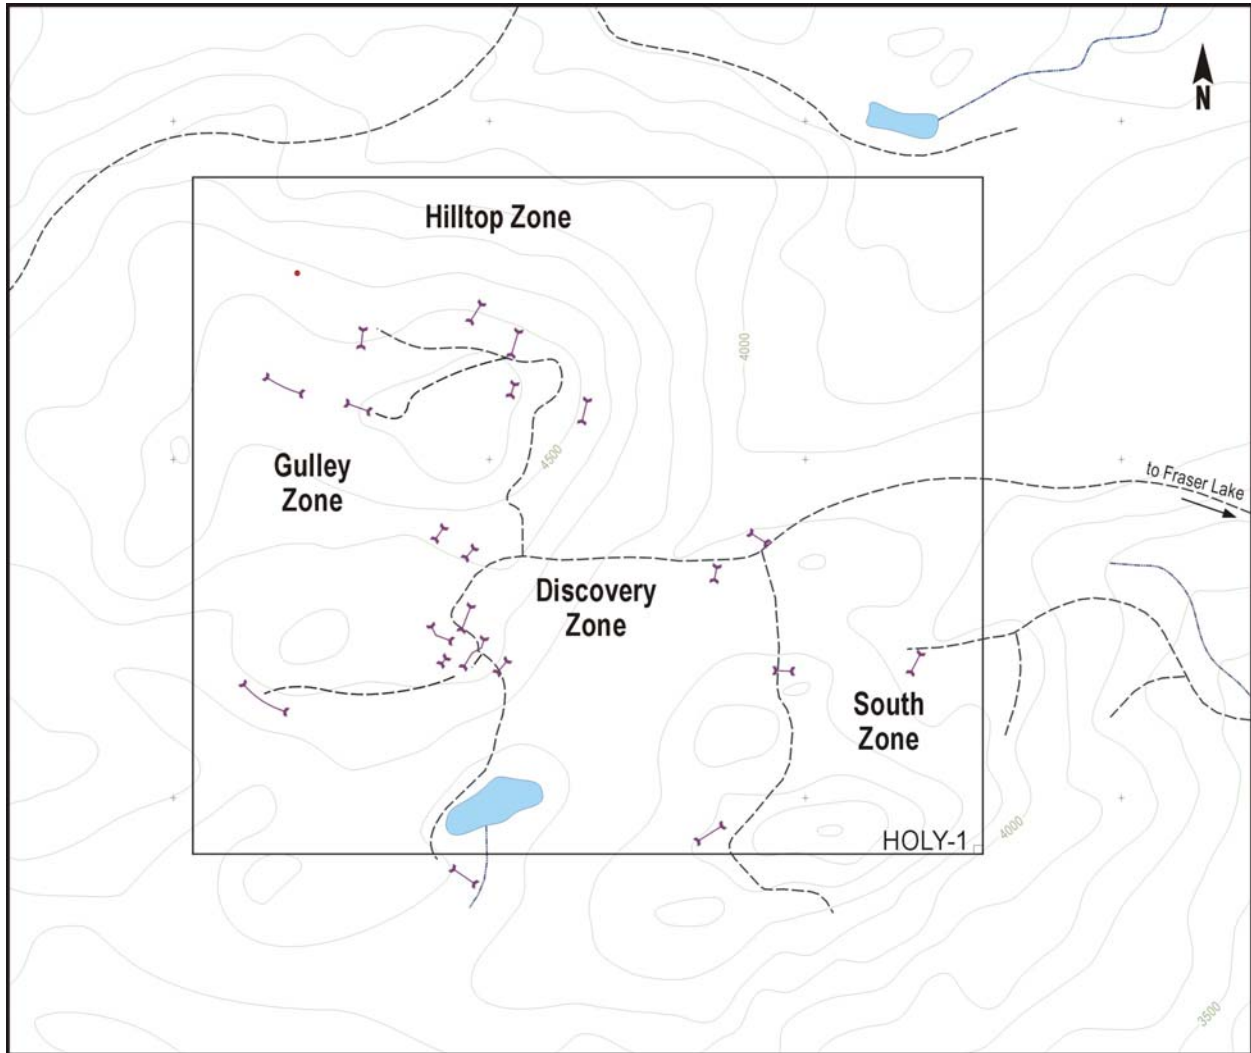 N
Hilltop Zone
4000
Gulley
Zone
4500
to Fraser Lake
Discovery
Zone
South
Zone
HOLY-1
4000
3500